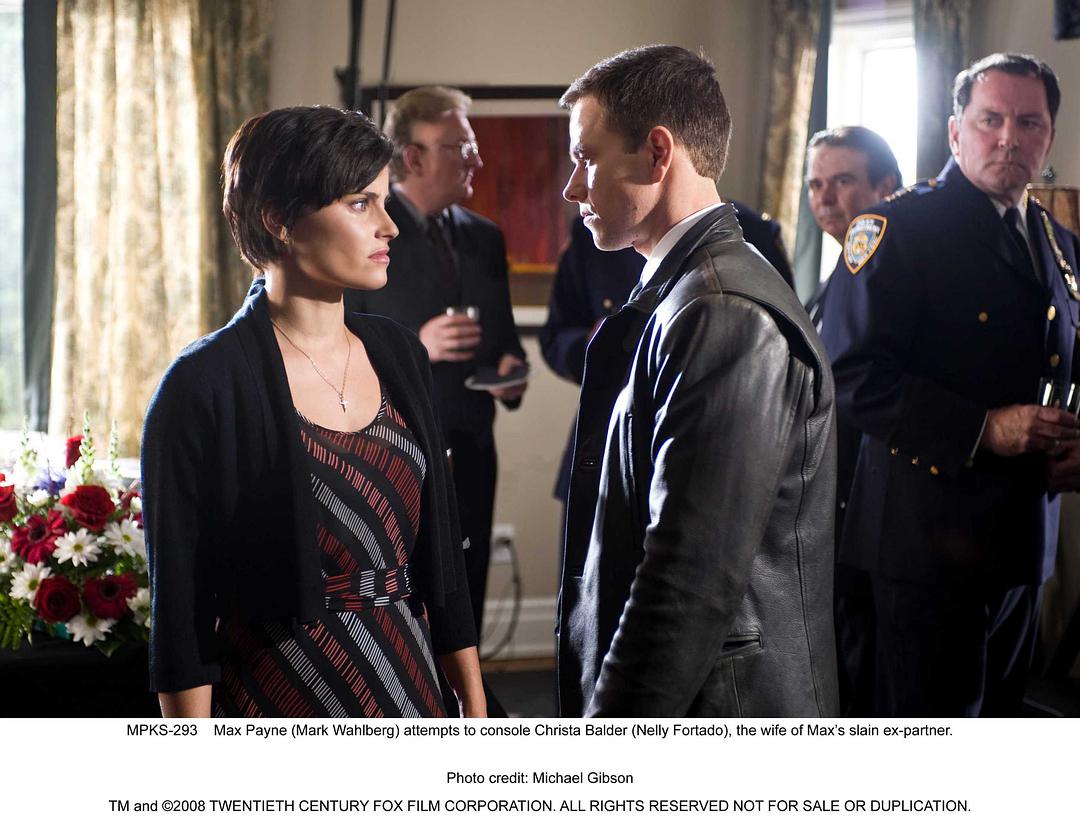 MPKS-293 Max Payne (Mark Wahlberg) attempts to console Christa Balder (Nelly Fortado), the wife of Max's slain ex-partner.
Photo credit: Michael Gibson
TM and ©2008 TWENTIETH CENTURY FOX FILM CORPORATION. ALL RIGHTS RESERVED NOT FOR SALE OR DUPLICATION.